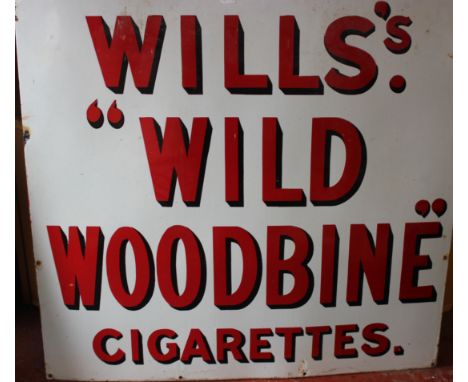 WILLS'S.
"WILD
WOODBINE"
CIGARETTES.